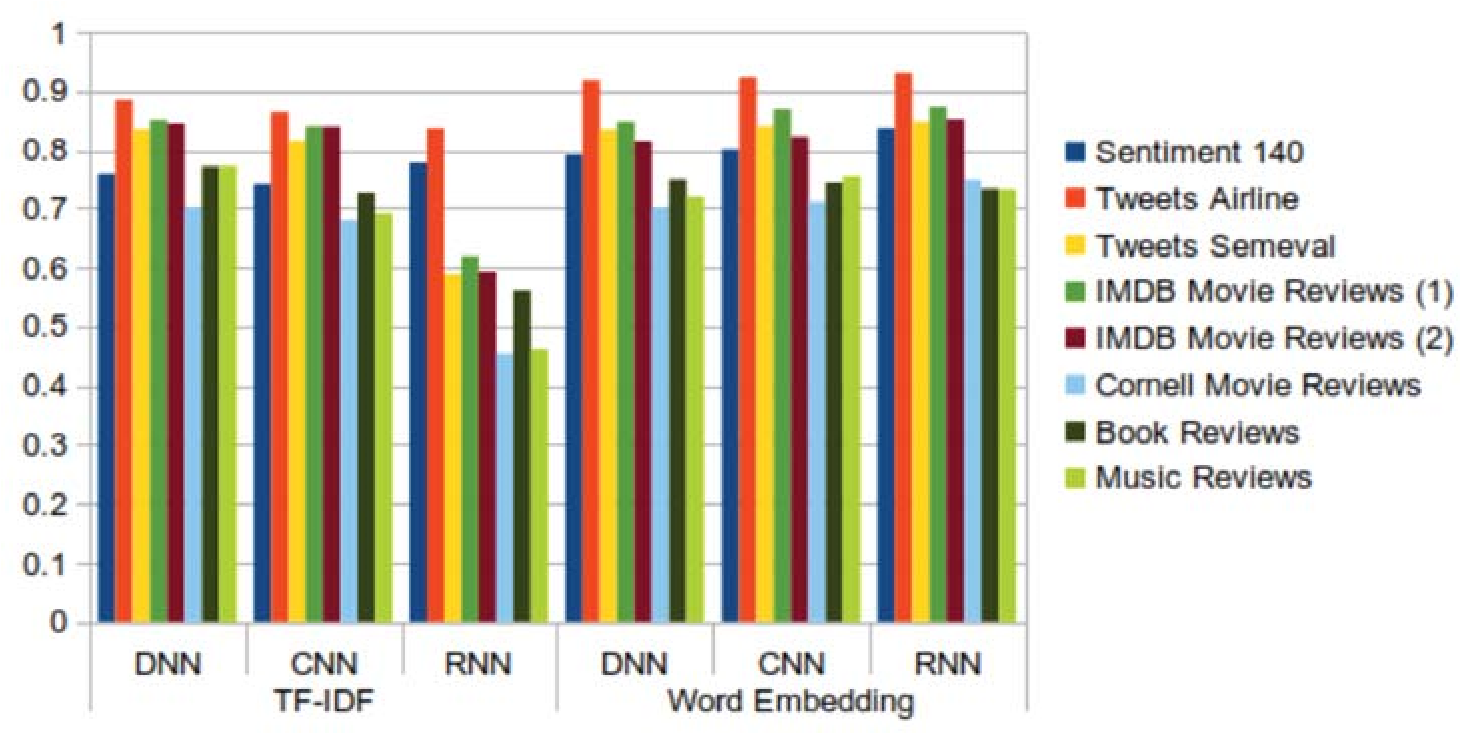 1
0.9
0.8
0.7
0.6
0.5
0.4
0.3
0.2
0.1
0
DNN CNN RNN DNN CNN RNN
TF-IDF Word Embedding
Sentiment 140
Tweets Airline
Tweets Semeval
IMDB Movie Reviews (1)
IMDB Movie Reviews (2)
Cornell Movie Reviews
Book Reviews
Music Reviews